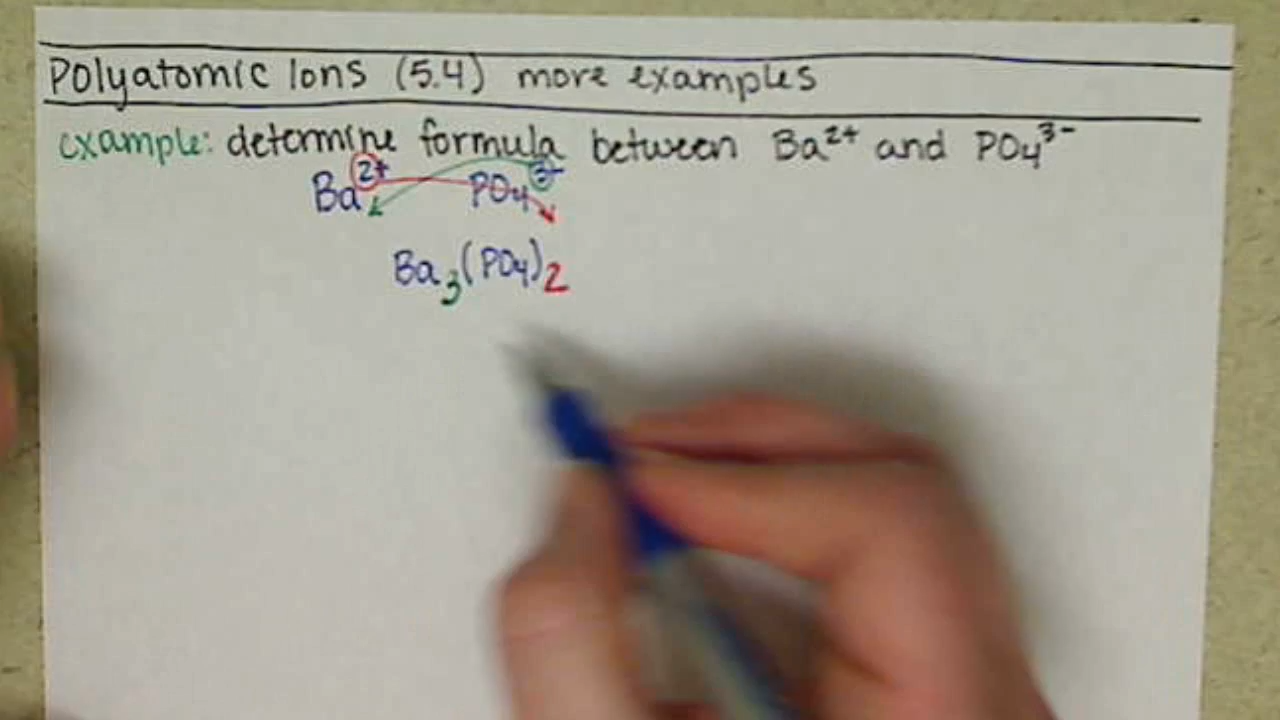 Polyatomic Ions (5.4) more examples
example: determine formula between Ba²⁺ and PO₄³⁻
Ba²⁺ PO₄³⁻
Ba₃(PO₄)₂